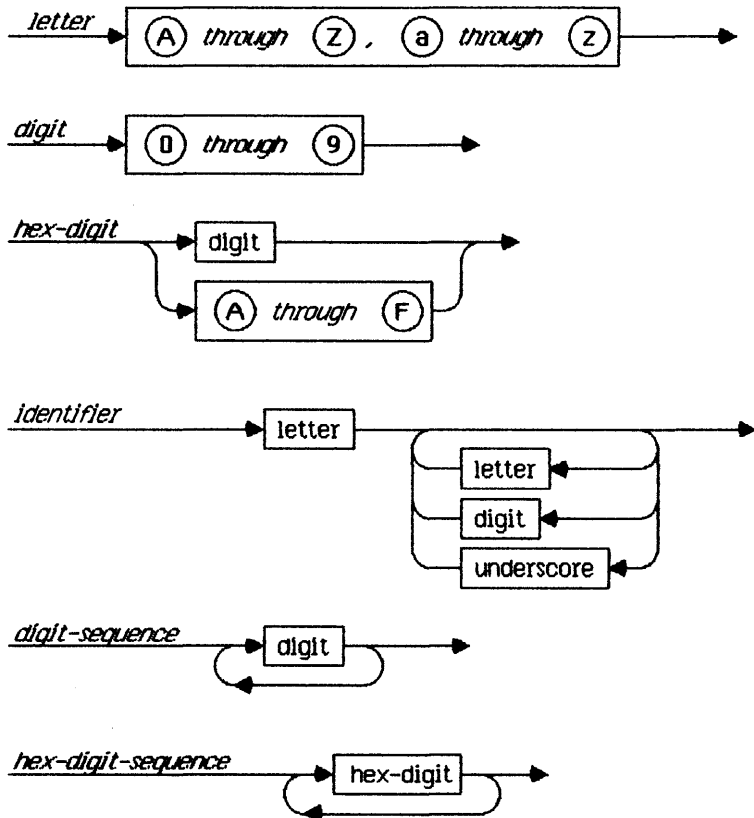 letter
A through Z , a through z
digit
0 through 9
hex-digit
digit
A through F
identifier
letter
letter
digit
underscore
digit-sequence
digit
hex-digit-sequence
hex-digit